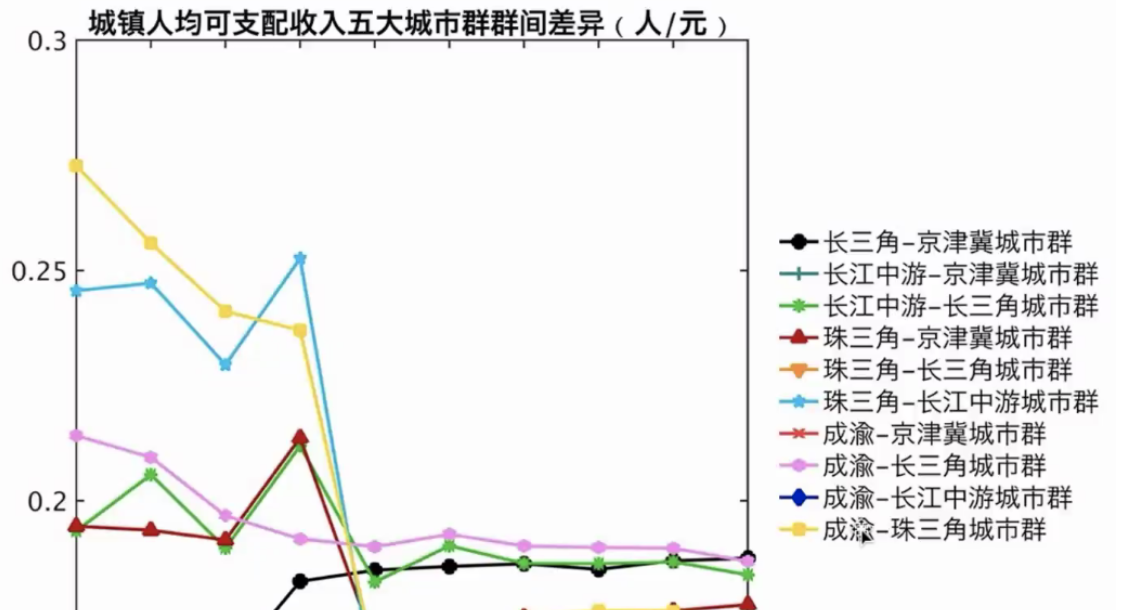 城镇人均可支配收入五大城市群群间差异（人/元）
0.3
0.25
0.2
长三角-京津冀城市群
长江中游-京津冀城市群
长江中游-长三角城市群
珠三角-京津冀城市群
珠三角-长三角城市群
珠三角-长江中游城市群
成渝-京津冀城市群
成渝-长三角城市群
成渝-长江中游城市群
成渝-珠三角城市群